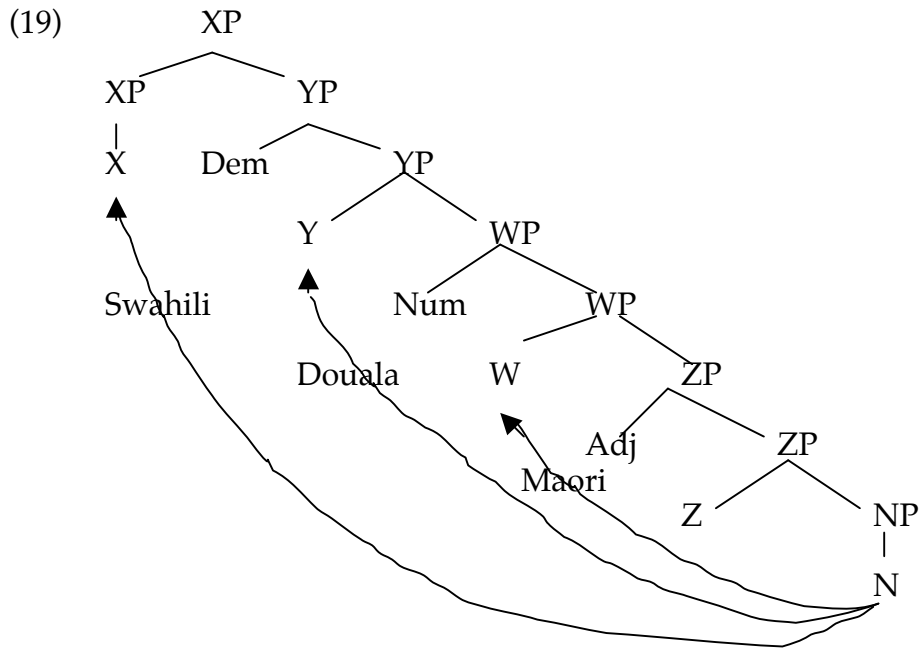 (19) XP
XP YP
X Dem YP
Y WP
Swahili Num WP
Douala W ZP
Adj ZP
Maori
Z NP
N